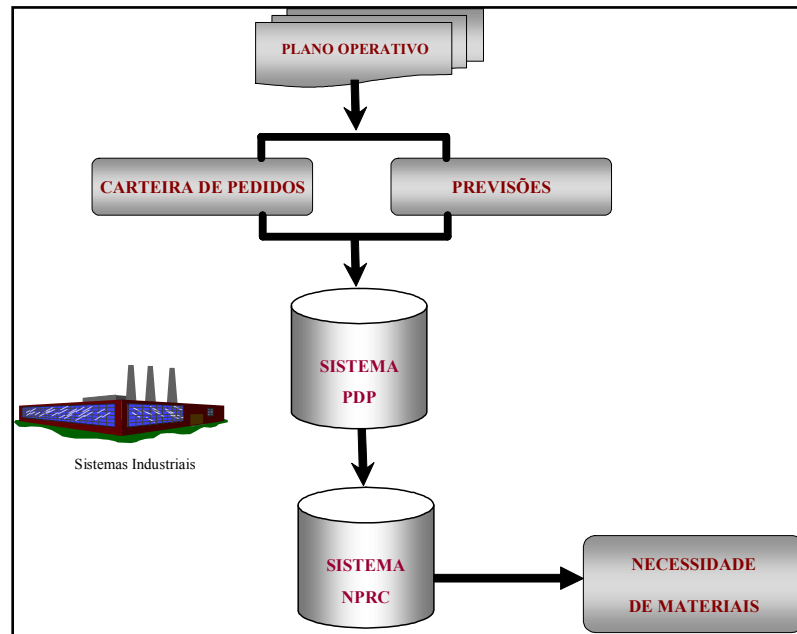 PLANO OPERATIVO
CARTEIRA DE PEDIDOS
PREVISÕES
SISTEMA
PDP
Sistemas Industriais
SISTEMA
NPRC
NECESSIDADE
DE MATERIAIS